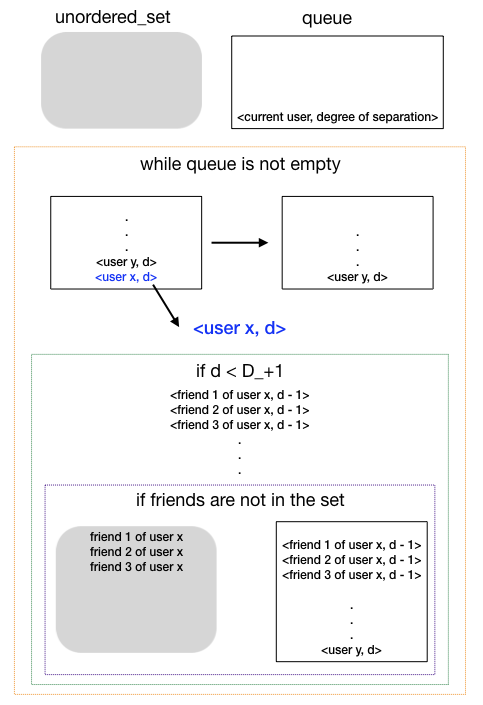 unordered_set
queue
<current user, degree of separation>
while queue is not empty
.
.
.
<user y, d>
<user x, d>
.
.
.
<user y, d>
<user x, d>
if d < D_+1
<friend 1 of user x, d - 1>
<friend 2 of user x, d - 1>
<friend 3 of user x, d - 1>
.
.
.
if friends are not in the set
friend 1 of user x
friend 2 of user x
friend 3 of user x
<friend 1 of user x, d - 1>
<friend 2 of user x, d - 1>
<friend 3 of user x, d - 1>
.
.
.
<user y, d>